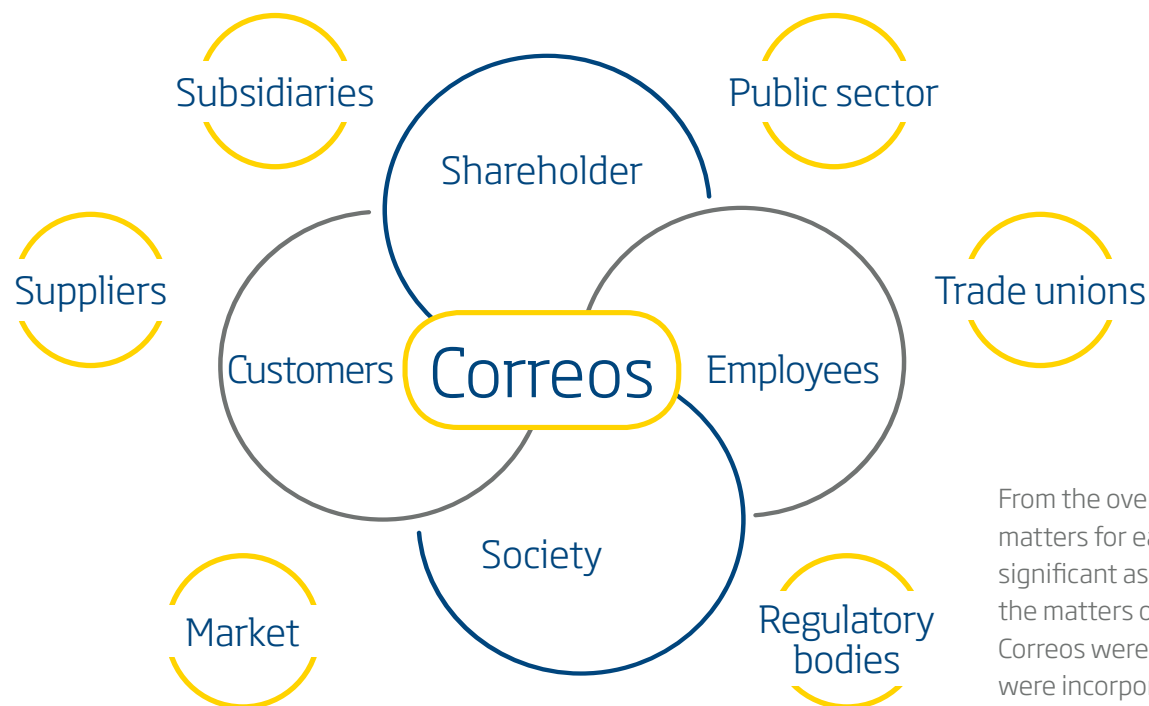 Subsidiaries
Public sector
Shareholder
Suppliers
Trade unions
Customers
Correos
Employees
Society
Market
Regulatory
bodies
From the ove
matters for ea
significant as
the matters o
Correos were
were incorpor